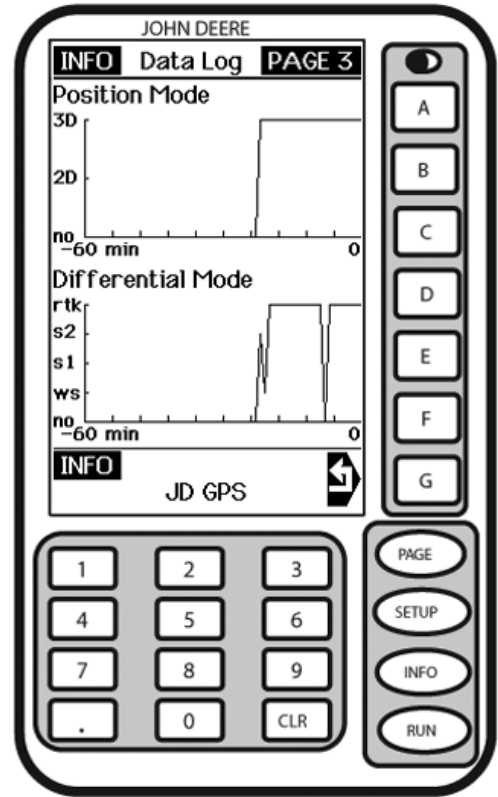 JOHN DEERE
INFO Data Log PAGE 3
Position Mode
3D
2D
no
-60 min 0
Differential Mode
rtk
s2
s1
ws
no
-60 min 0
INFO
JD GPS
A
B
C
D
E
F
G
PAGE
SETUP
INFO
RUN
1 2 3
4 5 6
7 8 9
. 0 CLR